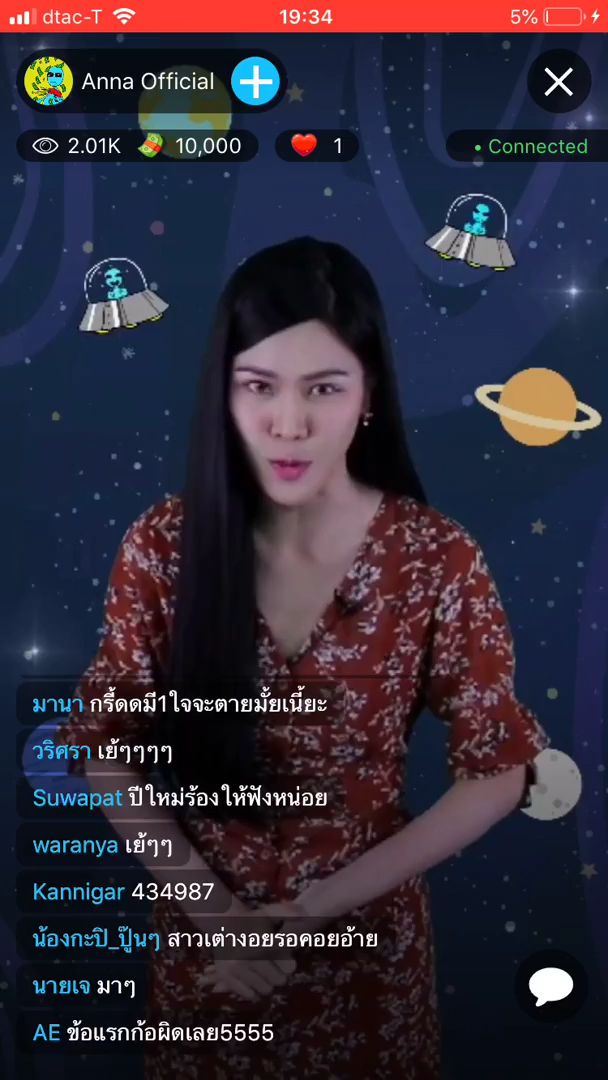 dtac-T
19:34
5%
Anna Official
2.01K
10,000
1
Connected
มานา กรี้ดดมี1ใจจะตายมั้ยเนี้ยะ
วริศรา เย้ๆๆๆๆ
Suwapat ปีใหม่ร้องให้ฟังหน่อย
waranya เย้ๆๆ
Kannigar 434987
น้องกะปิ_ปู๊นๆ สาวเต่างอยรอคอยอ้าย
นายเจ มาๆ
AE ข้อแรกก้อผิดเลย5555